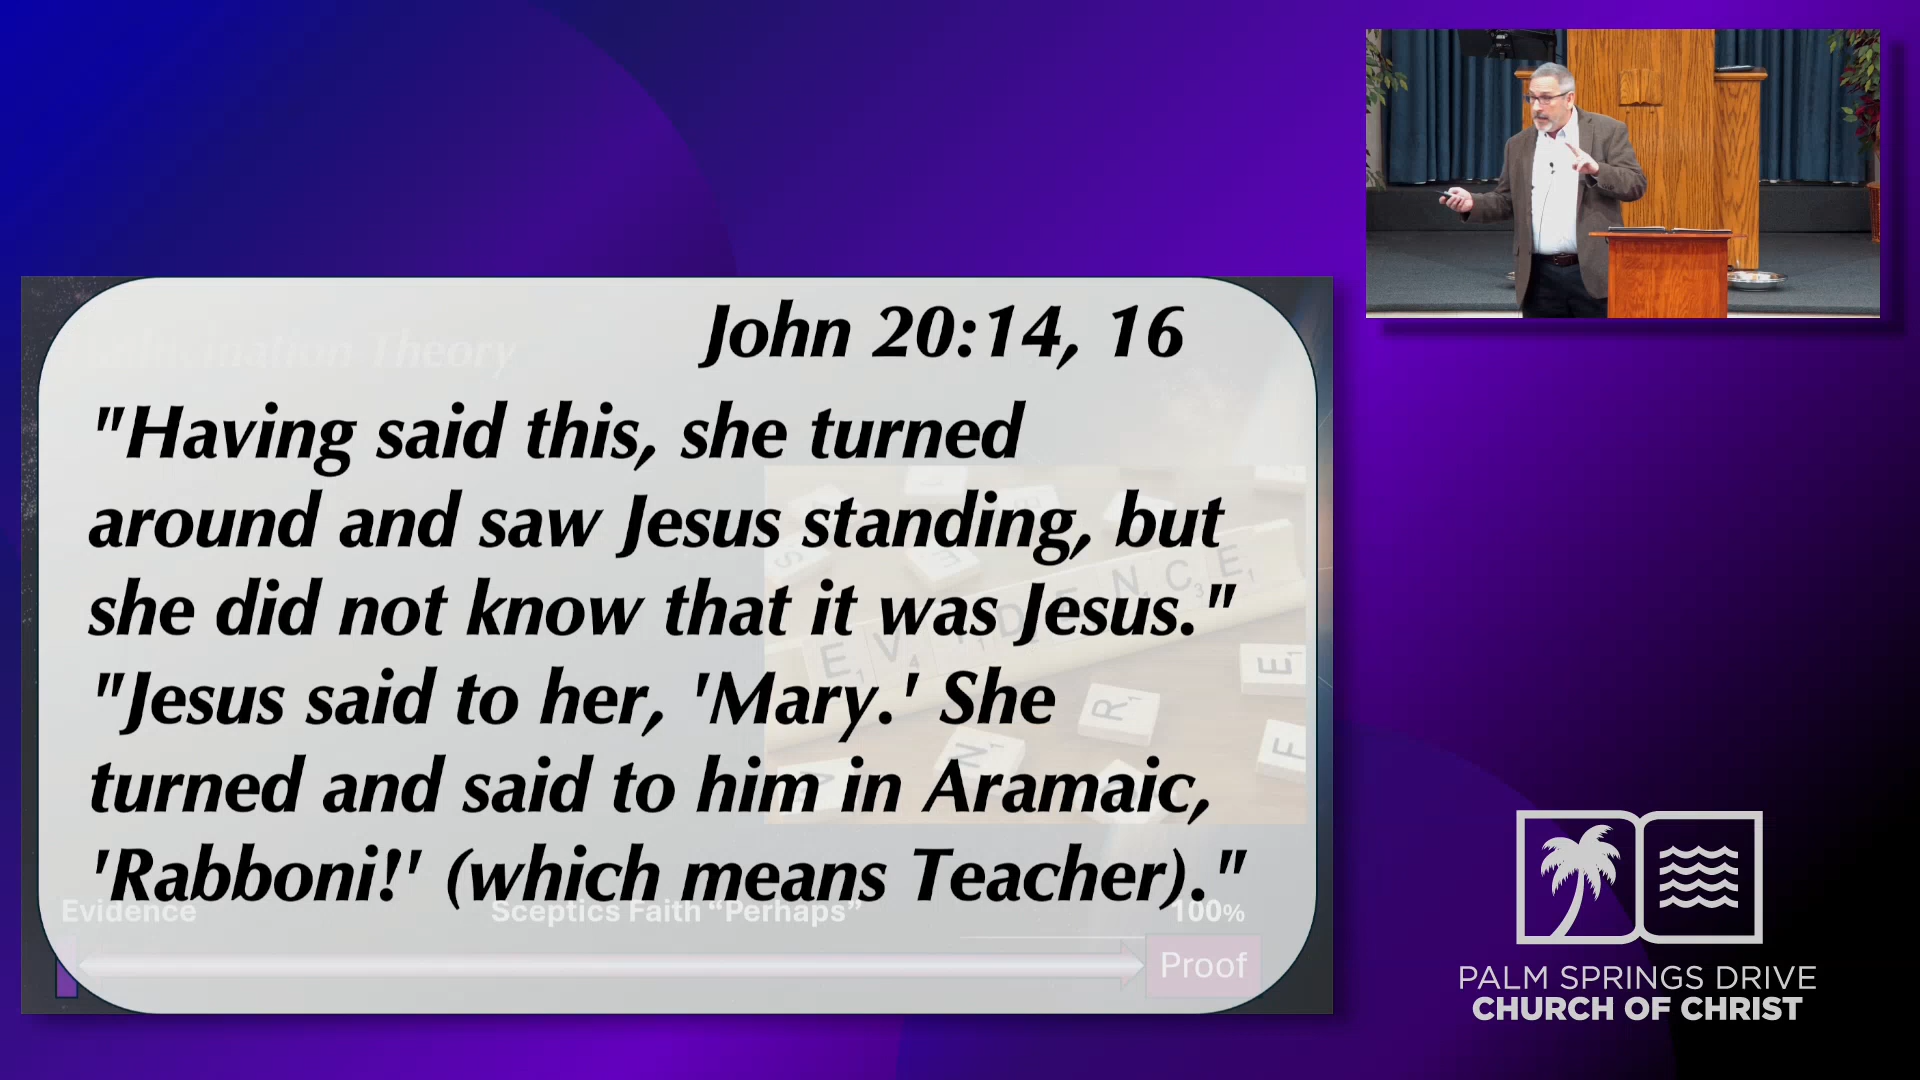 John 20:14, 16
"Having said this, she turned
around and saw Jesus standing, but
she did not know that it was Jesus."
"Jesus said to her, 'Mary.' She
turned and said to him in Aramaic,
'Rabboni!' (which means Teacher)."
Theory
EVIDENCE
Evidence
Sceptics Faith “Perhaps”
100%
Proof
PALM SPRINGS DRIVE
CHURCH OF CHRIST